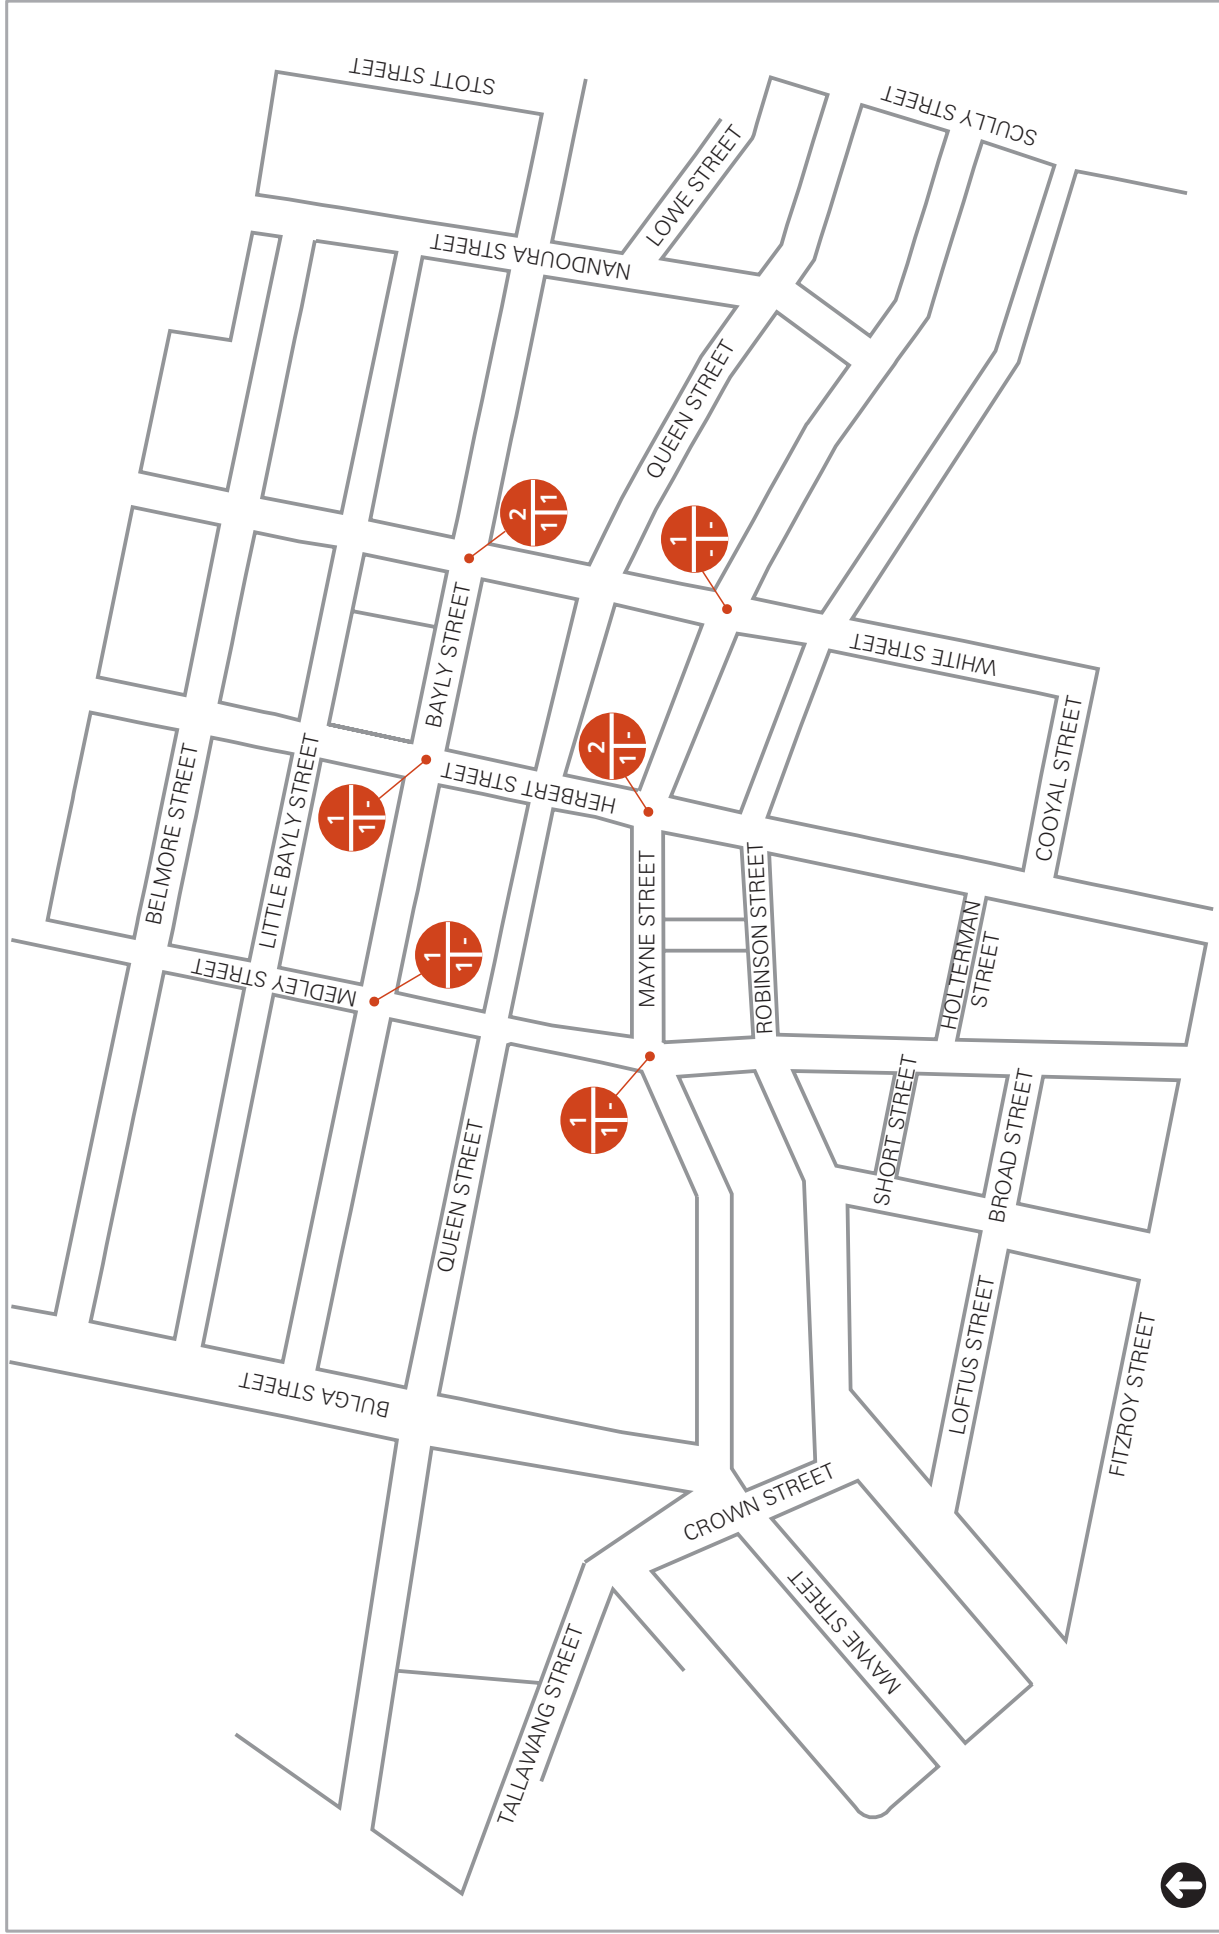 STOTT STREET
SCULLY STREET
LOWE STREET
NANDOURA STREET
QUEEN STREET
2
1 1
1
- -
BAYLY STREET
WHITE STREET
2
1 -
HERBERT STREET
1
1 -
COOYAL STREET
BELMORE STREET
LITTLE BAYLY STREET
MAYNE STREET
ROBINSON STREET
HOLTERMAN
STREET
MEDLEY STREET
1
1 -
1
1 -
SHORT STREET
BROAD STREET
QUEEN STREET
LOFTUS STREET
FITZROY STREET
BULGA STREET
CROWN STREET
MAYNE STREET
TALLAWANG STREET